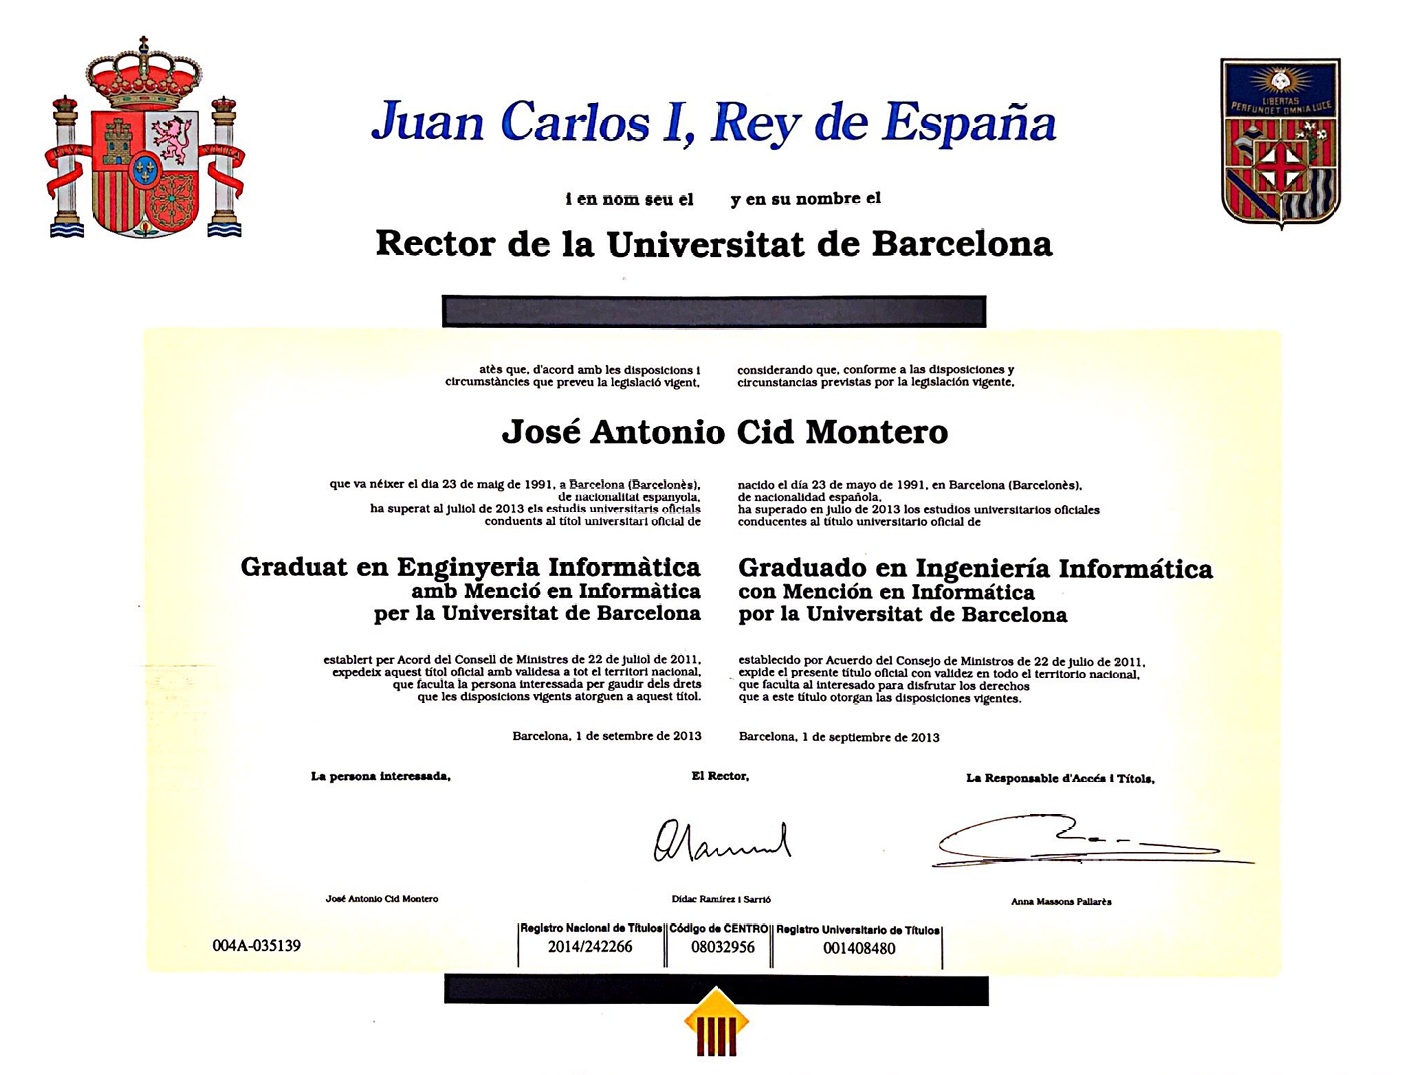 Juan Carlos I, Rey de España
LIBERTAS
PERFUNDET OMNIA LUCE
i en nom seu el
y en su nombre el
Rector de la Universitat de Barcelona
atès que, d'acord amb les disposicions i
circumstàncies que preveu la legislació vigent,
considerando que, conforme a las disposiciones y
circunstancias previstas por la legislación vigente,
José Antonio Cid Montero
que va néixer el dia 23 de maig de 1991, a Barcelona (Barcelonès),
de nacionalitat espanyola,
ha superat al juliol de 2013 els estudis universitaris oficials
conduents al títol universitari oficial de
nacido el día 23 de mayo de 1991, en Barcelona (Barcelonès),
de nacionalidad española,
ha superado en julio de 2013 los estudios universitarios oficiales
conducentes al título universitario oficial de
Graduat en Enginyeria Informàtica
amb Menció en Informàtica
per la Universitat de Barcelona
Graduado en Ingeniería Informática
con Mención en Informática
por la Universitat de Barcelona
establert per Acord del Consell de Ministres de 22 de juliol de 2011,
expedeix aquest títol oficial amb validesa a tot el territori nacional,
que faculta la persona interessada per gaudir dels drets
que les disposicions vigents atorguen a aquest títol.
establecido por Acuerdo del Consejo de Ministros de 22 de julio de 2011,
expide el presente título oficial con validez en todo el territorio nacional,
que faculta al interesado para disfrutar los derechos
que a este título otorgan las disposiciones vigentes.
Barcelona, 1 de setembre de 2013
Barcelona, 1 de septiembre de 2013
La persona interessada,
El Rector,
La Responsable d'Accés i Títols,
José Antonio Cid Montero
Dídac Ramírez i Sarrió
Anna Massons Pallarès
004A-035139
Registro Nacional de Títulos
2014/242266
Código de CENTRO
08032956
Registro Universitario de Títulos
001408480